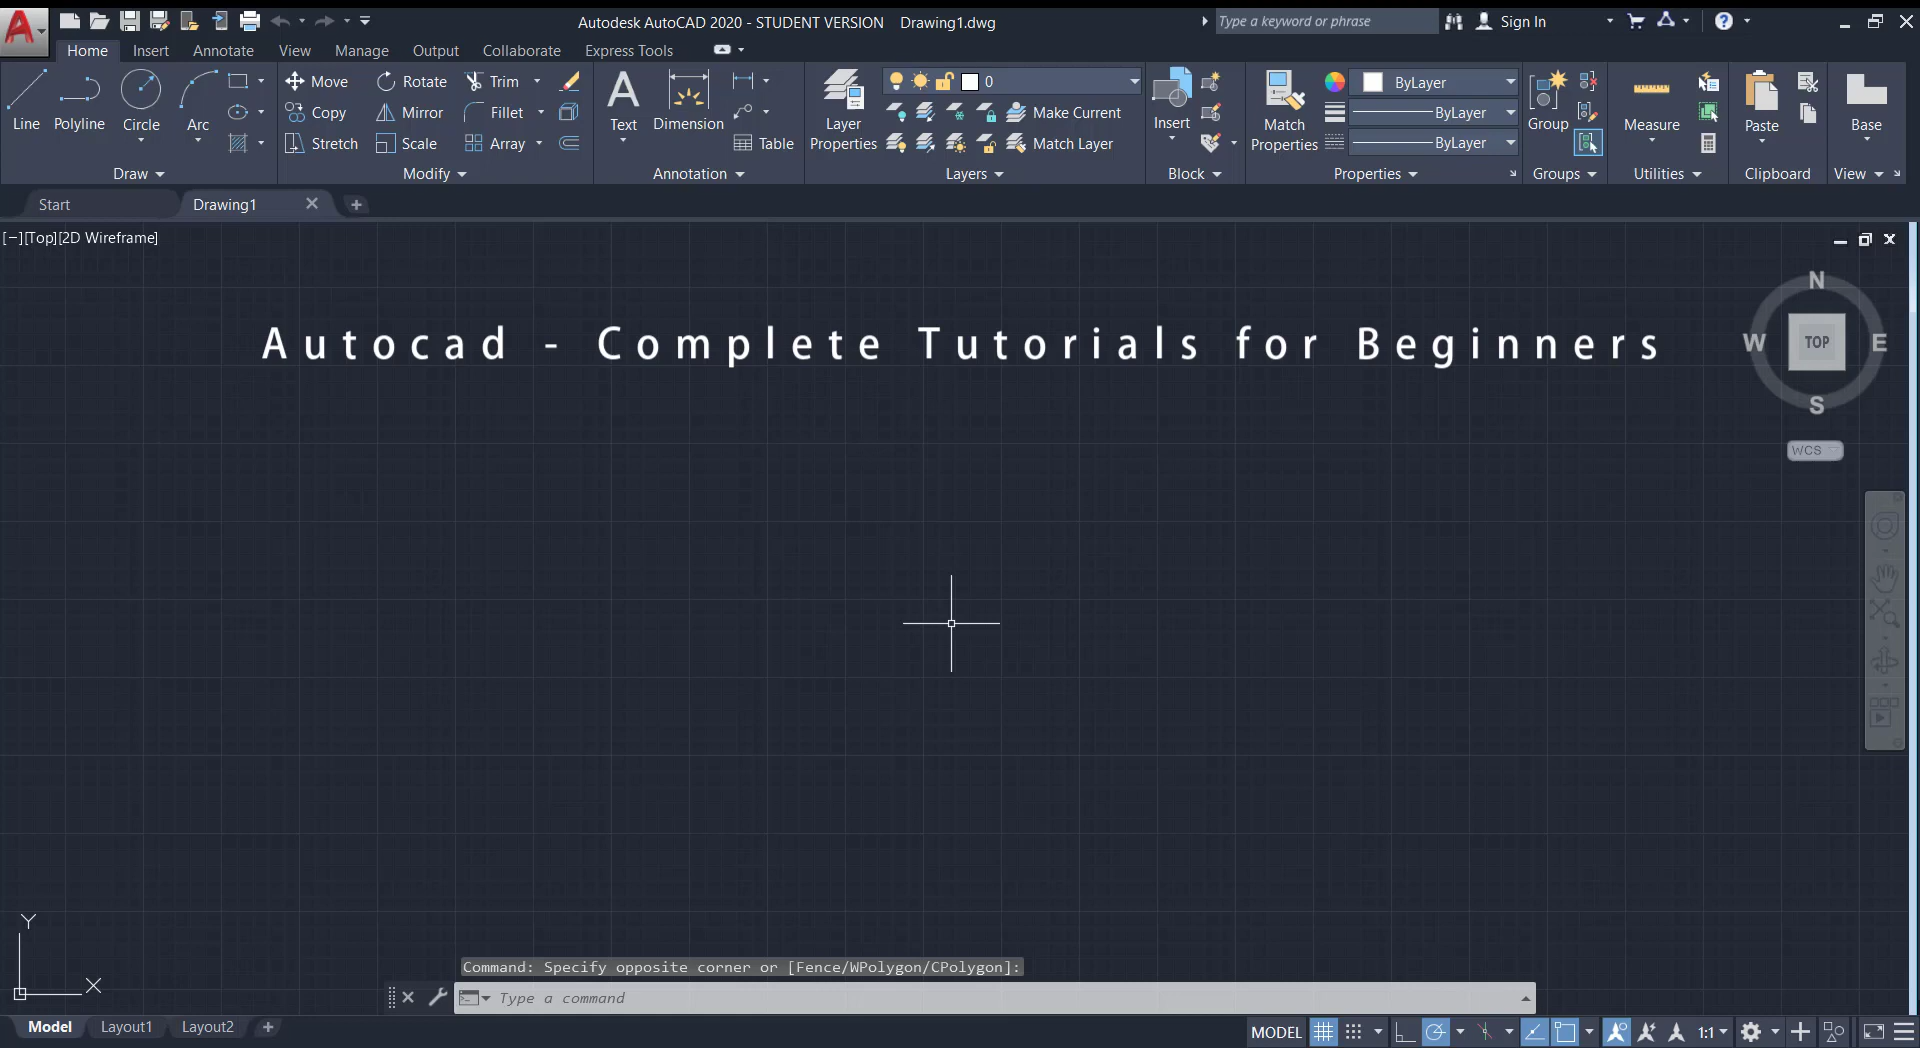 Autodesk AutoCAD 2020 - STUDENT VERSION Drawing1.dwg
Type a keyword or phrase
Sign In
Home Insert Annotate View Manage Output Collaborate Express Tools
Line Polyline Circle Arc
Draw
Move Rotate Trim
Copy Mirror Fillet
Stretch Scale Array
Modify
Text Dimension Table
Annotation
Layer Properties
0
Make Current
Match Layer
Layers
Insert
Block
Match Properties
ByLayer
ByLayer
ByLayer
Properties
Group
Groups
Measure
Utilities
Paste
Clipboard
Base
View
Start Drawing1
[−][Top][2D Wireframe]
Autocad - Complete Tutorials for Beginners
N
W TOP E
S
WCS
Y
X
Command: Specify opposite corner or [Fence/WPolygon/CPolygon]:
Type a command
Model Layout1 Layout2
MODEL 1:1